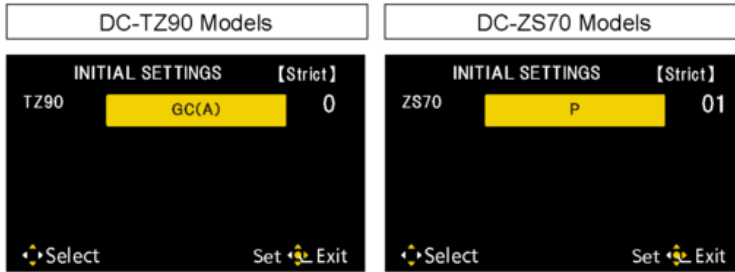 DC-TZ90 Models
INITIAL SETTINGS 【Strict】
TZ90 GC(A) 0
Select Set Exit
DC-ZS70 Models
INITIAL SETTINGS 【Strict】
ZS70 P 01
Select Set Exit